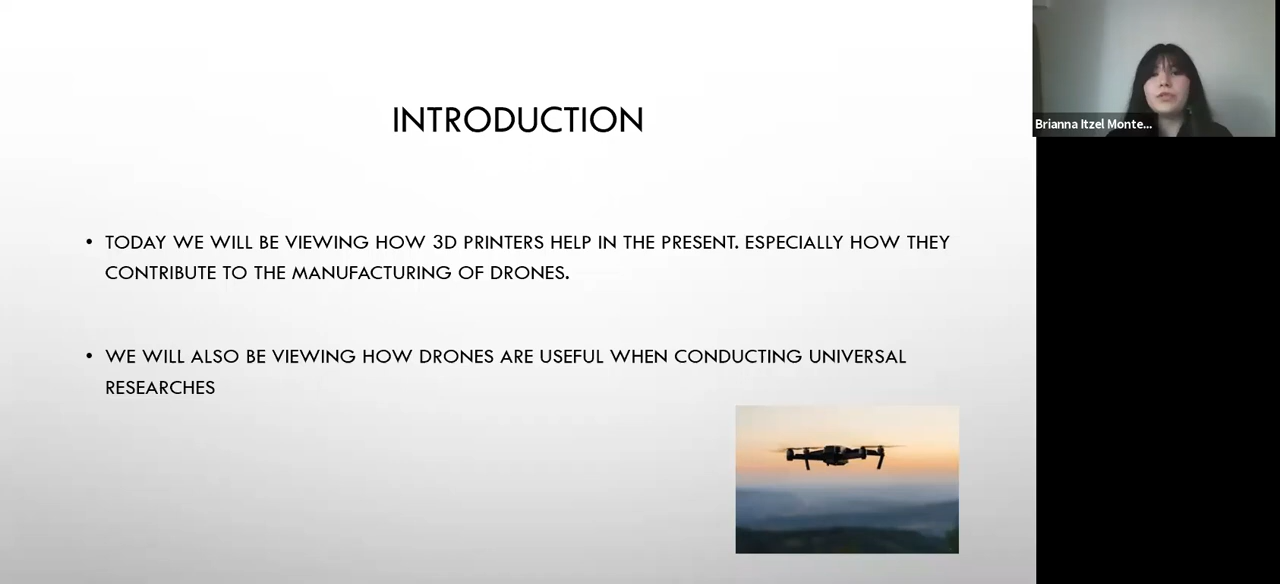 INTRODUCTION
• TODAY WE WILL BE VIEWING HOW 3D PRINTERS HELP IN THE PRESENT. ESPECIALLY HOW THEY
CONTRIBUTE TO THE MANUFACTURING OF DRONES.
• WE WILL ALSO BE VIEWING HOW DRONES ARE USEFUL WHEN CONDUCTING UNIVERSAL
RESEARCHES
Brianna Itzel Monte...